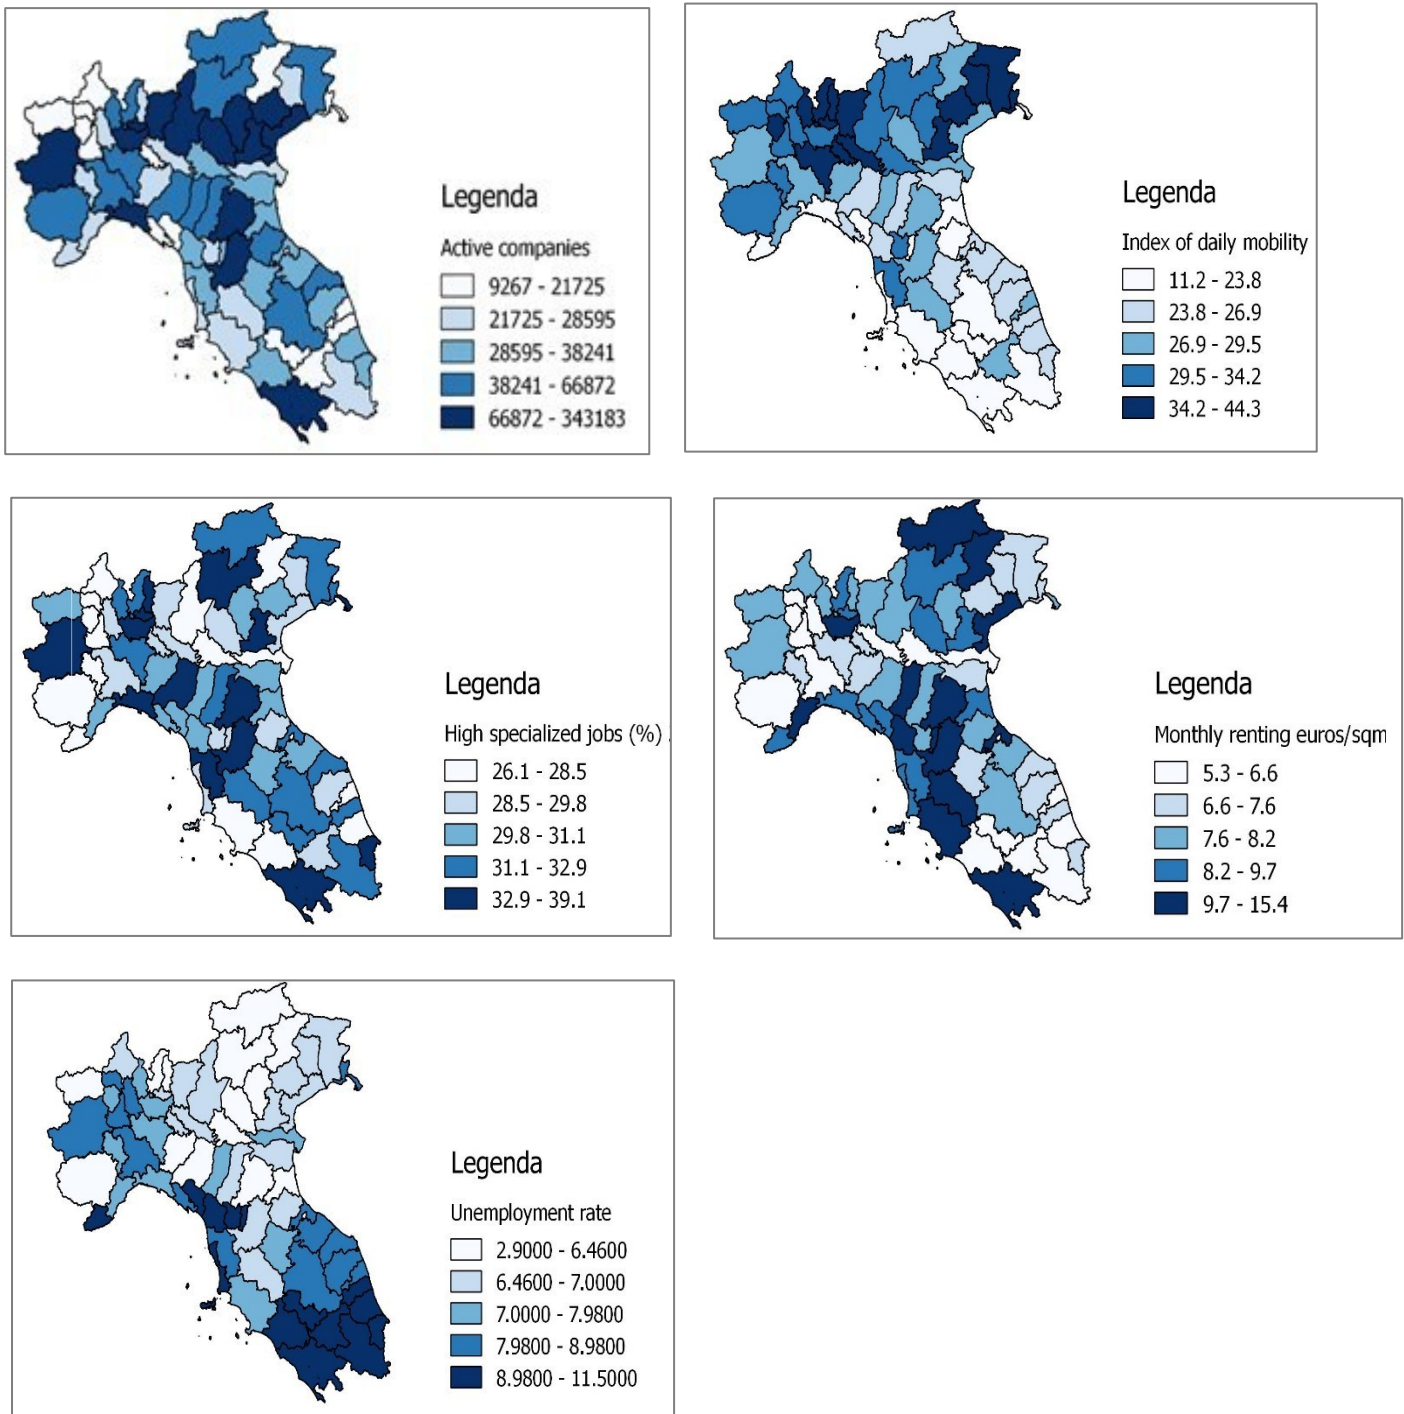 Legenda
Active companies
9267 - 21725
21725 - 28595
28595 - 38241
38241 - 66872
66872 - 343183
Legenda
Index of daily mobility
11.2 - 23.8
23.8 - 26.9
26.9 - 29.5
29.5 - 34.2
34.2 - 44.3
Legenda
High specialized jobs (%)
26.1 - 28.5
28.5 - 29.8
29.8 - 31.1
31.1 - 32.9
32.9 - 39.1
Legenda
Monthly renting euros/sqm
5.3 - 6.6
6.6 - 7.6
7.6 - 8.2
8.2 - 9.7
9.7 - 15.4
Legenda
Unemployment rate
2.9000 - 6.4600
6.4600 - 7.0000
7.0000 - 7.9800
7.9800 - 8.9800
8.9800 - 11.5000